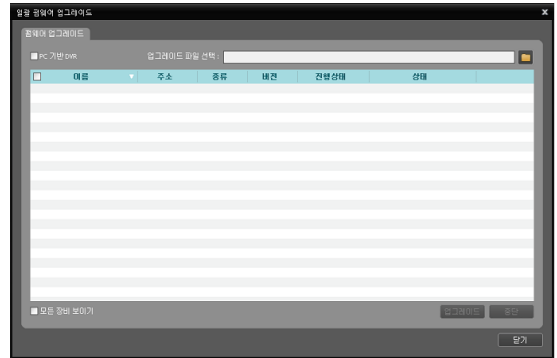 일괄 펌웨어 업그레이드
펌웨어 업그레이드
PC 기반 DVR 업그레이드 파일 선택 :
이름 주소 종류 버전 진행상태 상태
모든 장비 보이기 업그레이드 중단
닫기